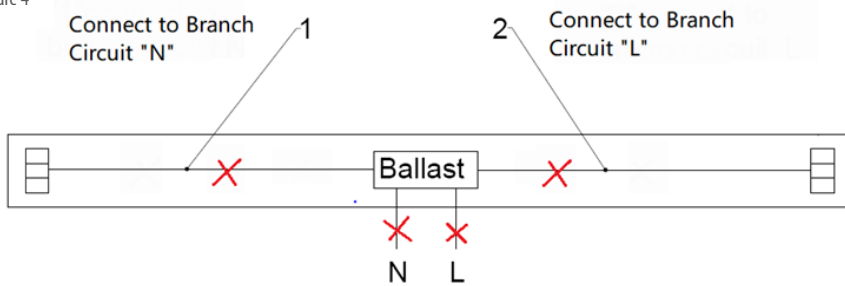 Connect to Branch
Circuit "N"
1
2
Connect to Branch
Circuit "L"
Ballast
N
L